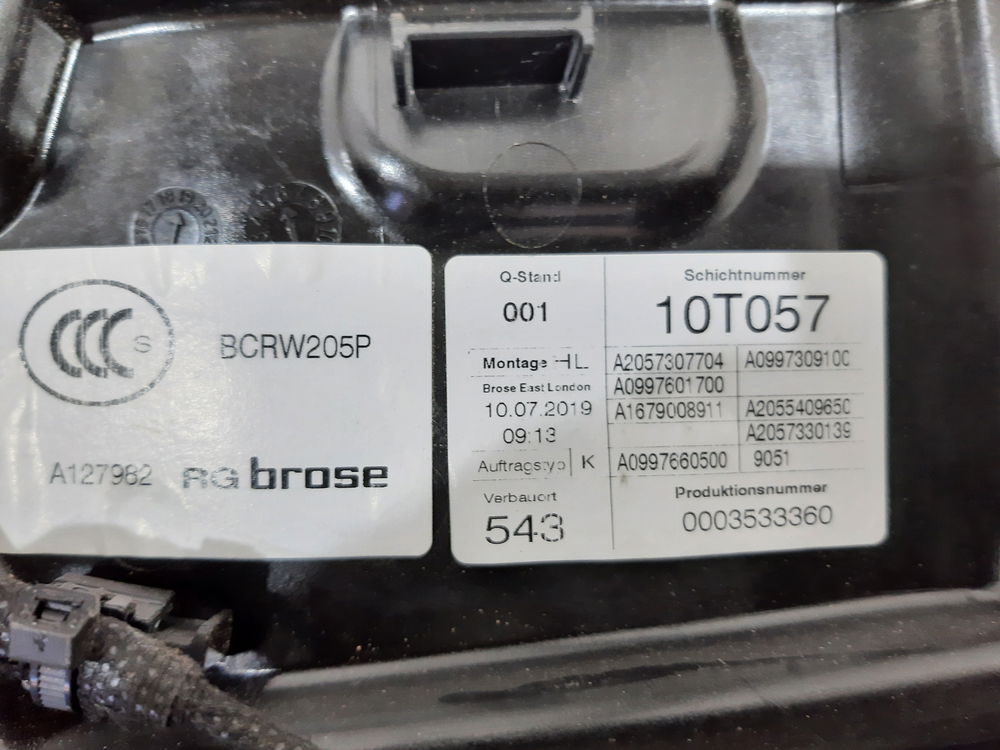 CCC S
BCRW205P
A127982 RG brose
Q-Stand
001
Schichtnummer
10T057
Montage HL
A2057307704 A0997309100
Brose East London
A0997601700
10.07.2019
A1679008911 A2055409650
09:13
A2057330139
Auftragstyp K
A0997660500 9051
Verbauort
543
Produktionsnummer
0003533360